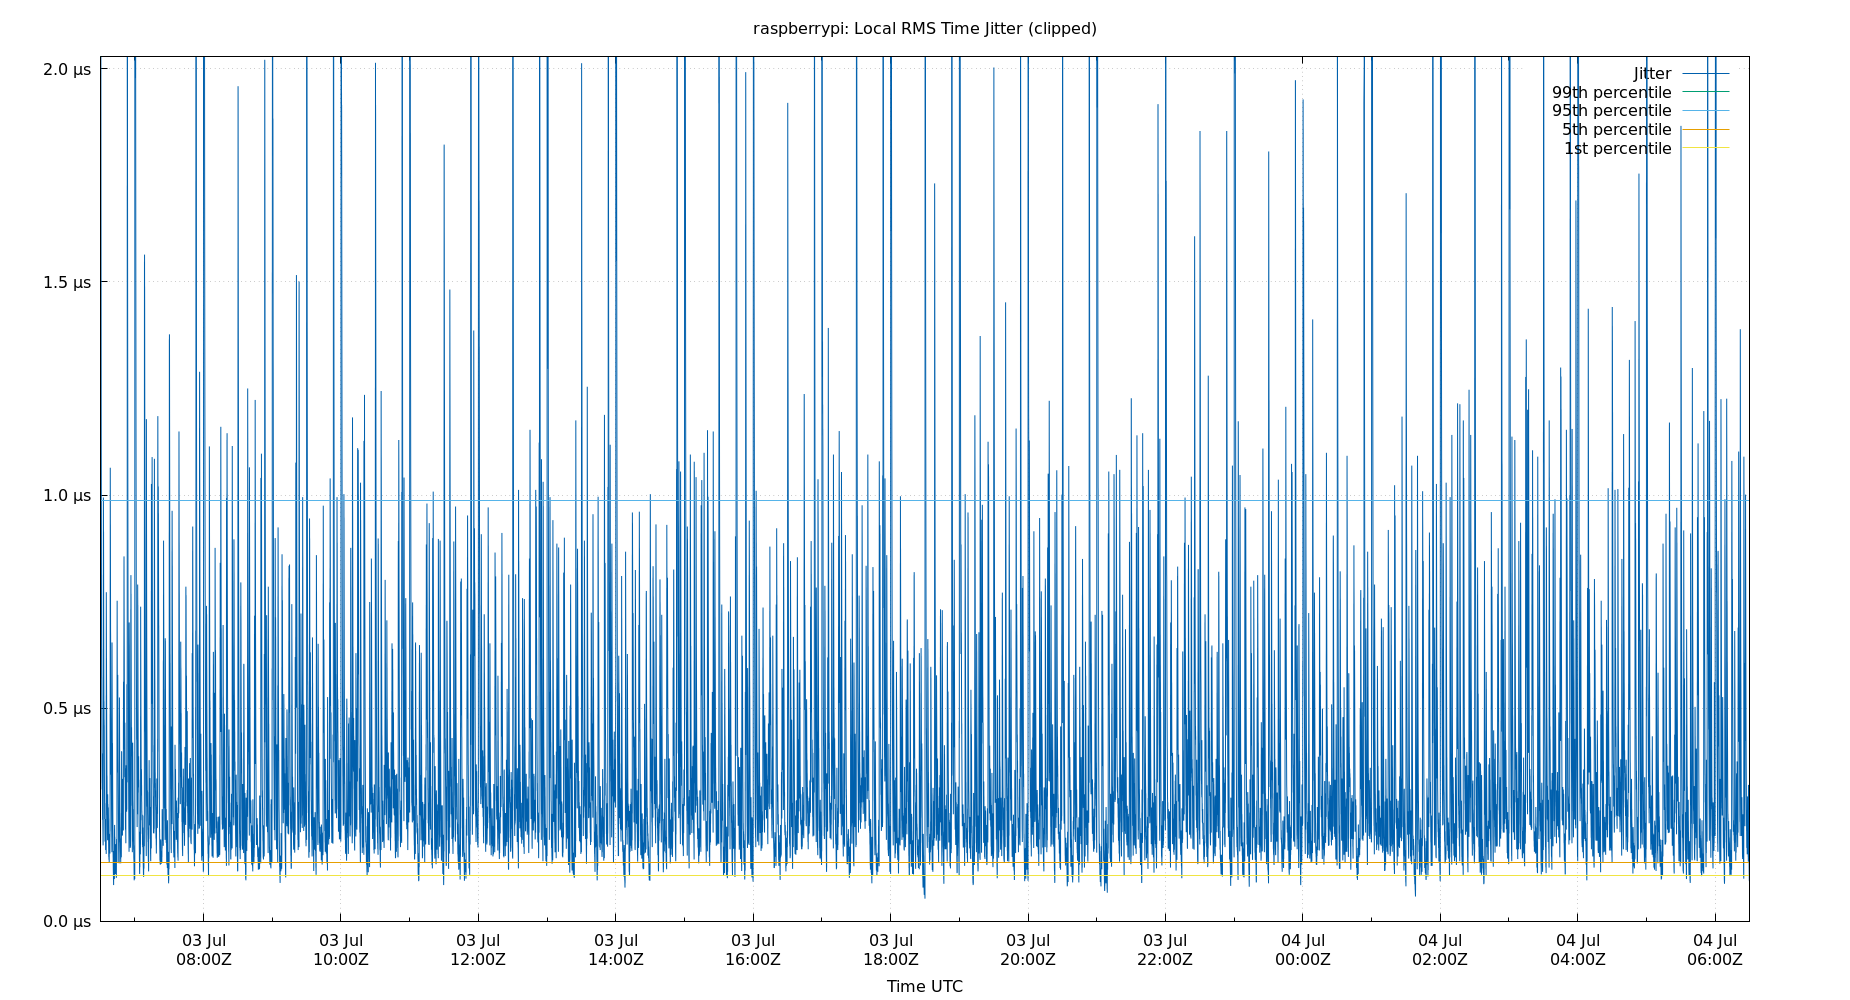 raspberrypi: Local RMS Time Jitter (clipped)
2.0 µs
1.5 µs
1.0 µs
0.5 µs
0.0 µs
Jitter
99th percentile
95th percentile
5th percentile
1st percentile
03 Jul 03 Jul 03 Jul 03 Jul 03 Jul 03 Jul 03 Jul 03 Jul 04 Jul 04 Jul 04 Jul 04 Jul
08:00Z 10:00Z 12:00Z 14:00Z 16:00Z 18:00Z 20:00Z 22:00Z 00:00Z 02:00Z 04:00Z 06:00Z
Time UTC